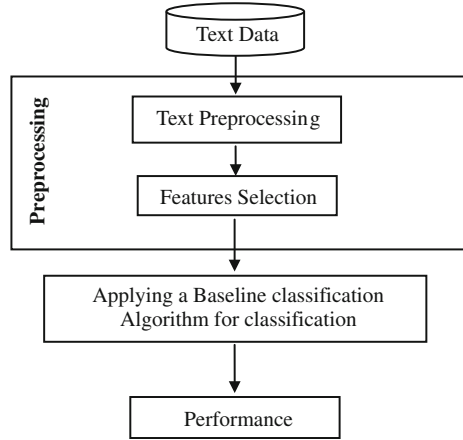 Text Data
Preprocessing
Text Preprocessing
Features Selection
Applying a Baseline classification
Algorithm for classification
Performance